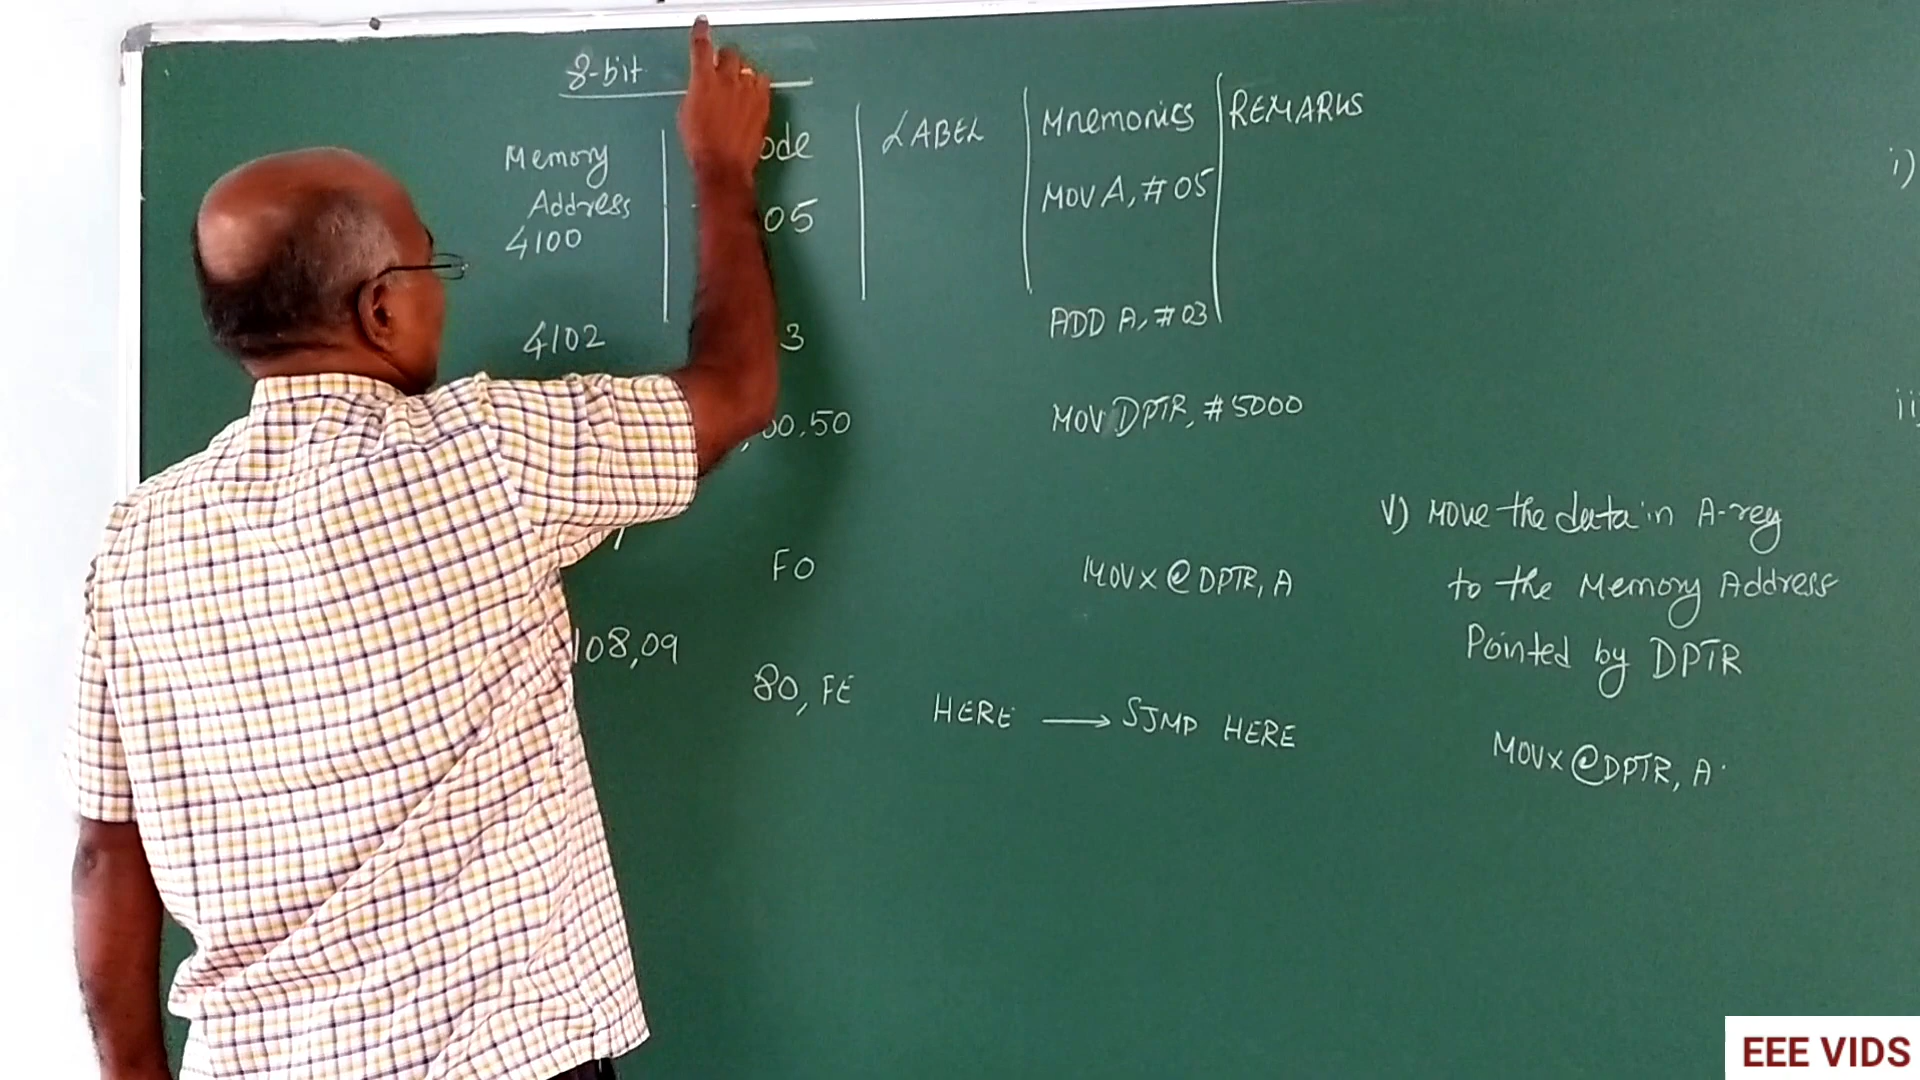 8-bit
Memory
Address
LABEL
Mnemonics
REMARKS
4100
05
MOV A, #05
4102
3
ADD A, #03
00,50
MOV DPTR, #5000
F0
MOVX @DPTR, A
108,09
80, FE
HERE → SJMP HERE
i)
ii
V) Move the data in A-reg
to the Memory Address
Pointed by DPTR
MOVX @DPTR, A.
EEE VIDS